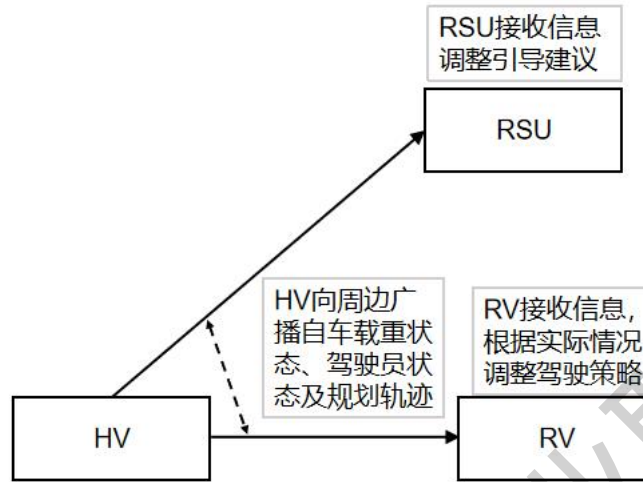 RSU接收信息
调整引导建议
RSU
HV向周边广
播自车载重状
态、驾驶员状
态及规划轨迹
RV接收信息，
根据实际情况
调整驾驶策略
HV
RV